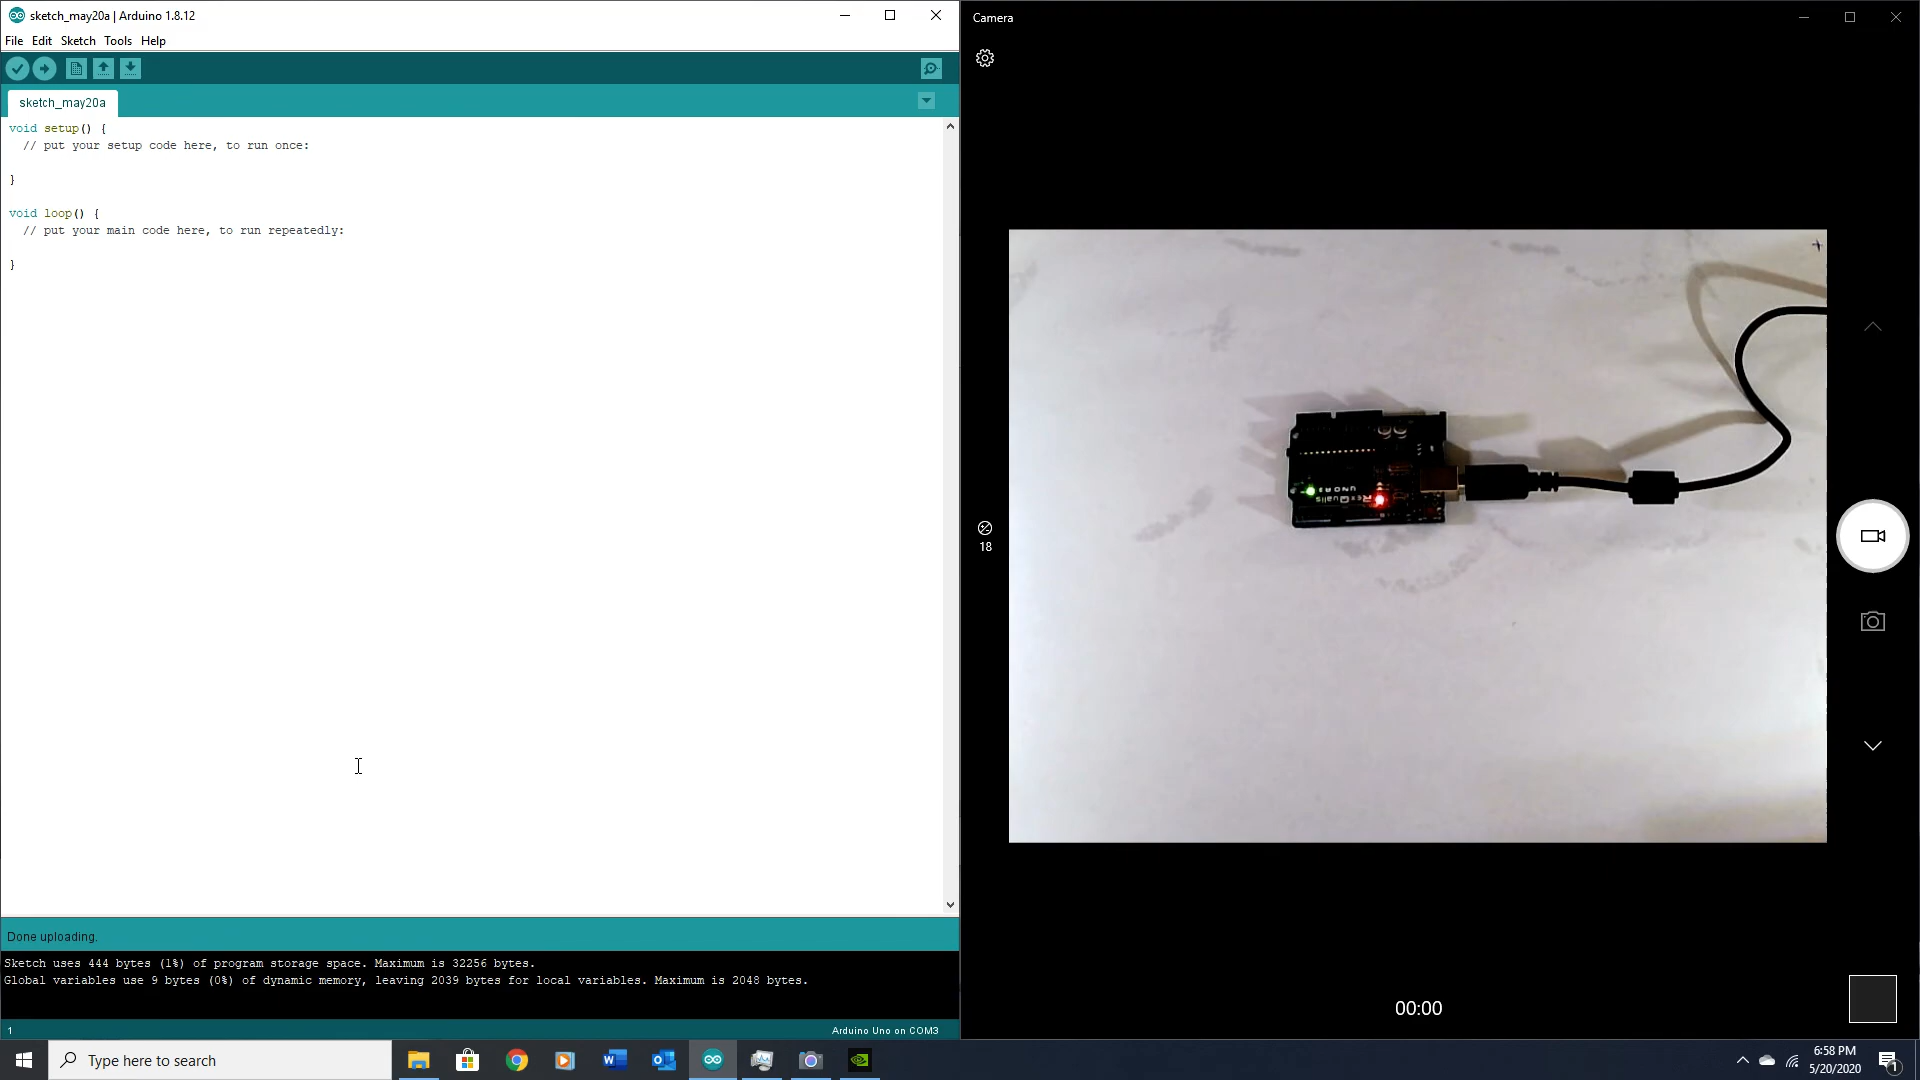 sketch_may20a | Arduino 1.8.12
File Edit Sketch Tools Help
sketch_may20a
void setup() {
// put your setup code here, to run once:
}
void loop() {
// put your main code here, to run repeatedly:
}
Done uploading.
Sketch uses 444 bytes (1%) of program storage space. Maximum is 32256 bytes.
Global variables use 9 bytes (0%) of dynamic memory, leaving 2039 bytes for local variables. Maximum is 2048 bytes.
1
Arduino Uno on COM3
Camera
18
RexQualis
UNO R3
00:00
Type here to search
6:58 PM
5/20/2020
1